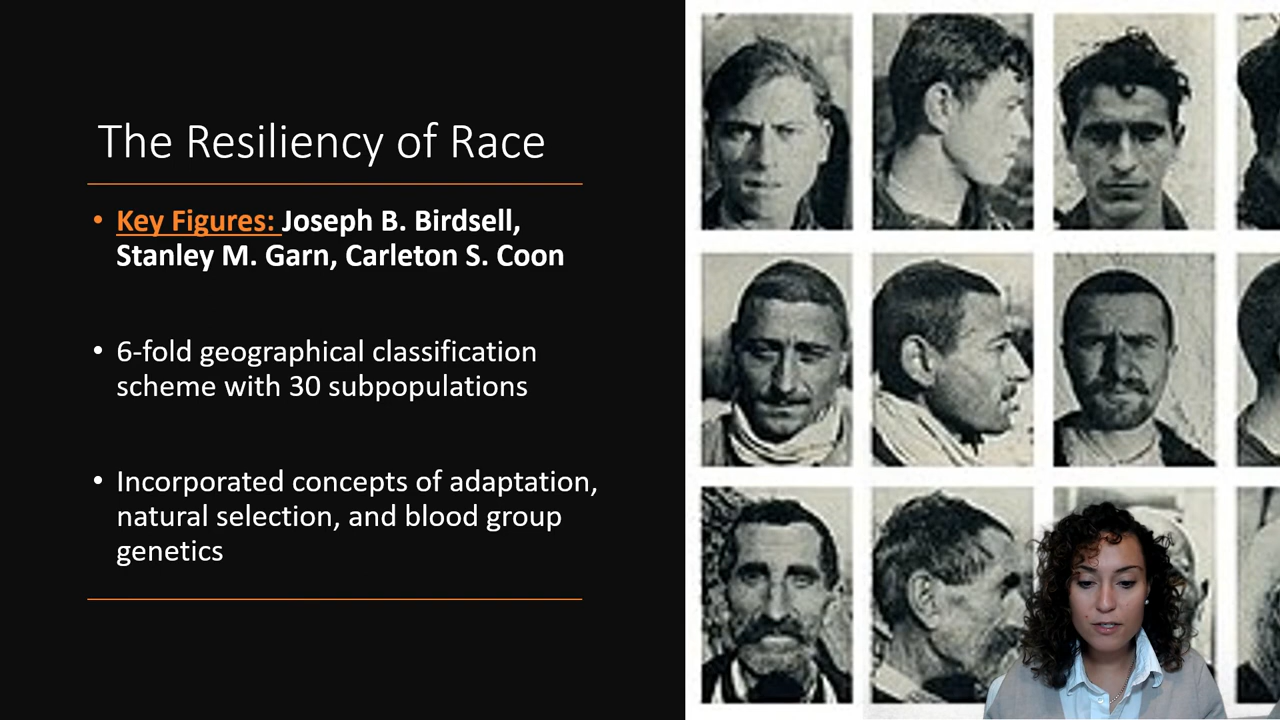 The Resiliency of Race
• Key Figures: Joseph B. Birdsell,
Stanley M. Garn, Carleton S. Coon
• 6-fold geographical classification
scheme with 30 subpopulations
• Incorporated concepts of adaptation,
natural selection, and blood group
genetics